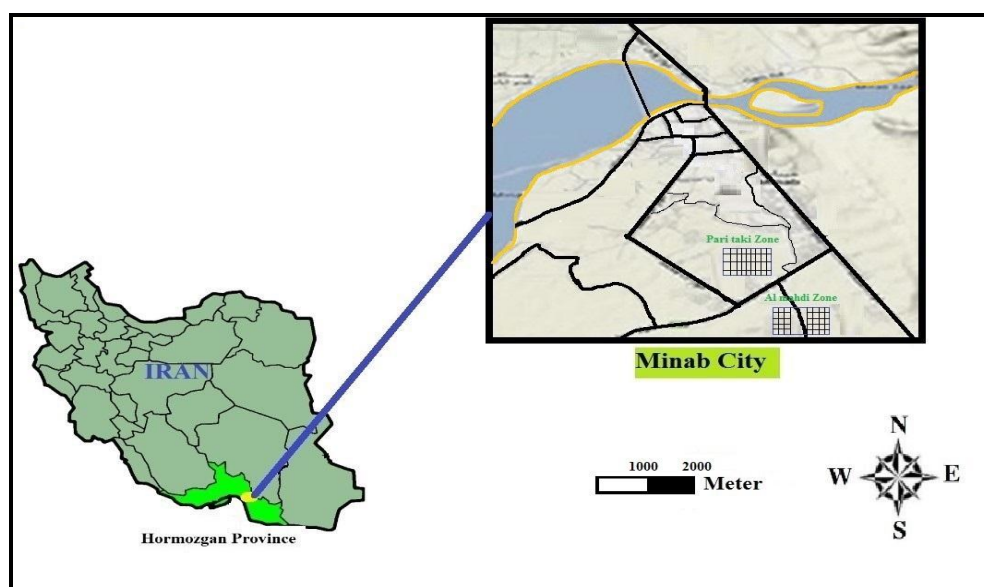 Pari taki Zone
Al mahdi Zone
Minab City
IRAN
1000 2000
Meter
N
W E
S
Hormozgan Province